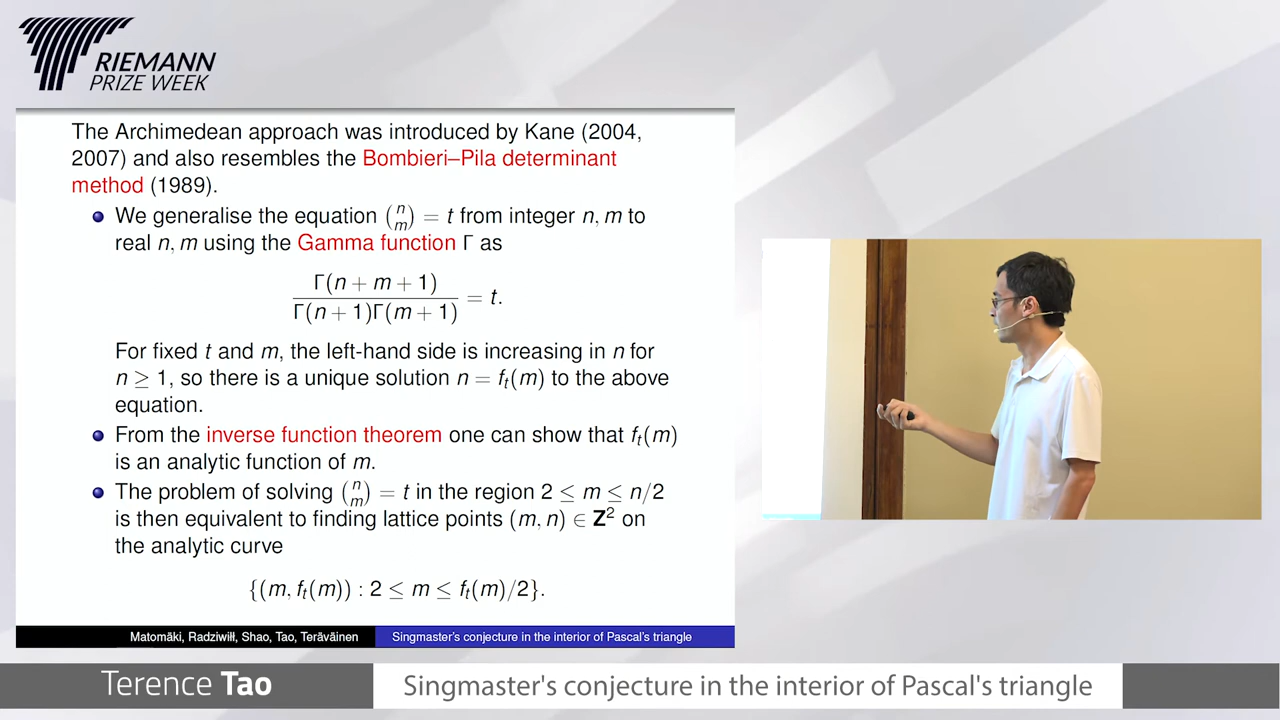 RIEMANN
PRIZE WEEK
The Archimedean approach was introduced by Kane (2004,
2007) and also resembles the Bombieri–Pila determinant
method (1989).
We generalise the equation (n m) = t from integer n, m to
real n, m using the Gamma function Γ as
Γ(n + m + 1)
Γ(n + 1)Γ(m + 1) = t.
For fixed t and m, the left-hand side is increasing in n for
n ≥ 1, so there is a unique solution n = fₜ(m) to the above
equation.
From the inverse function theorem one can show that fₜ(m)
is an analytic function of m.
The problem of solving (n m) = t in the region 2 ≤ m ≤ n/2
is then equivalent to finding lattice points (m, n) ∈ Z² on
the analytic curve
{(m, fₜ(m)) : 2 ≤ m ≤ fₜ(m)/2}.
Matomäki, Radziwiłł, Shao, Tao, Teräväinen Singmaster's conjecture in the interior of Pascal's triangle
Terence Tao Singmaster's conjecture in the interior of Pascal's triangle